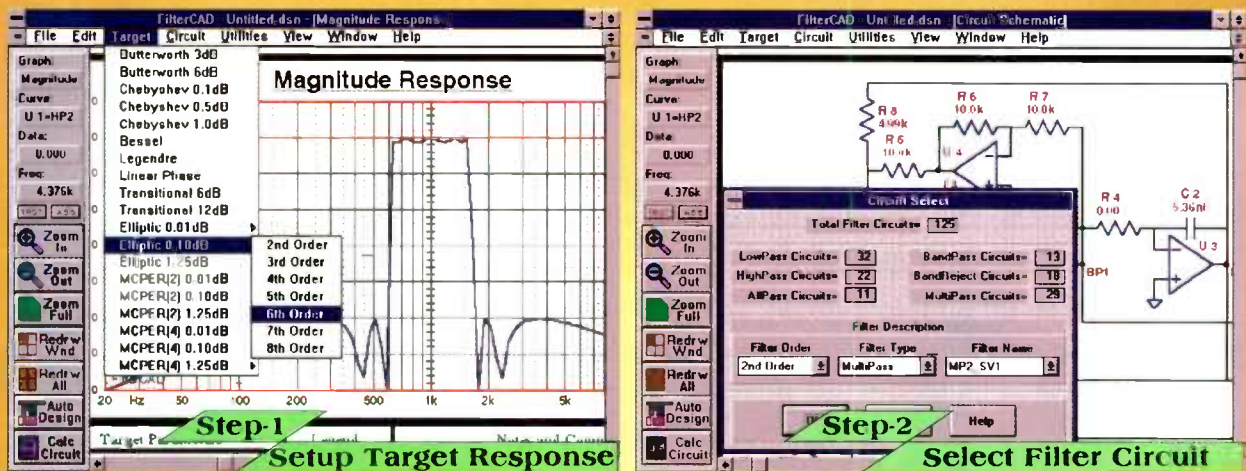 FilterCAD - Untitled.dsn - [Magnitude Respons
File Edit Target Circuit Utilities View Window Help
Graph:
Magnitude
Curve:
U 1=HP2
Data:
0.000
Freq:
4.376k
Zoom In
Zoom Out
Zoom Full
Redrw Wnd
Redrw All
Auto Design
Calc Circuit
Butterworth 3dB
Butterworth 6dB
Chebyshev 0.1dB
Chebyshev 0.5dB
Chebyshev 1.0dB
Bessel
Legendre
Linear Phase
Transitional 6dB
Transitional 12dB
Elliptic 0.01dB
Elliptic 0.10dB
Elliptic 1.25dB
MCPER(2) 0.01dB
MCPER(2) 0.10dB
MCPER(2) 1.25dB
MCPER(4) 0.01dB
MCPER(4) 0.10dB
MCPER(4) 1.25dB
2nd Order
3rd Order
4th Order
5th Order
6th Order
7th Order
8th Order
Magnitude Response
20 Hz 50 100 200 500 1k 2k 5k
Step-1
Setup Target Response
FilterCAD - Untitled.dsn - [Circuit Schematic]
File Edit Target Circuit Utilities View Window Help
Graph:
Magnitude
Curve:
U 1=HP2
Data:
0.000
Freq:
4.376k
Zoom In
Zoom Out
Zoom Full
Redrw Wnd
Redrw All
Auto Design
Calc Circuit
R 8
4.99k
R 6
10.0k
R 7
10.0k
10.0k
U 4
R 4
0.00
C 2
5.36nf
U 3
BP1
Circuit Select
Total Filter Circuits= 125
LowPass Circuits= 32
BandPass Circuits= 13
HighPass Circuits= 22
BandReject Circuits= 18
AllPass Circuits= 11
MultiPass Circuits= 29
Filter Description
Filter Order
Filter Type
Filter Name
2nd Order
MultiPass
MP2_SV1
Help
Step-2
Select Filter Circuit